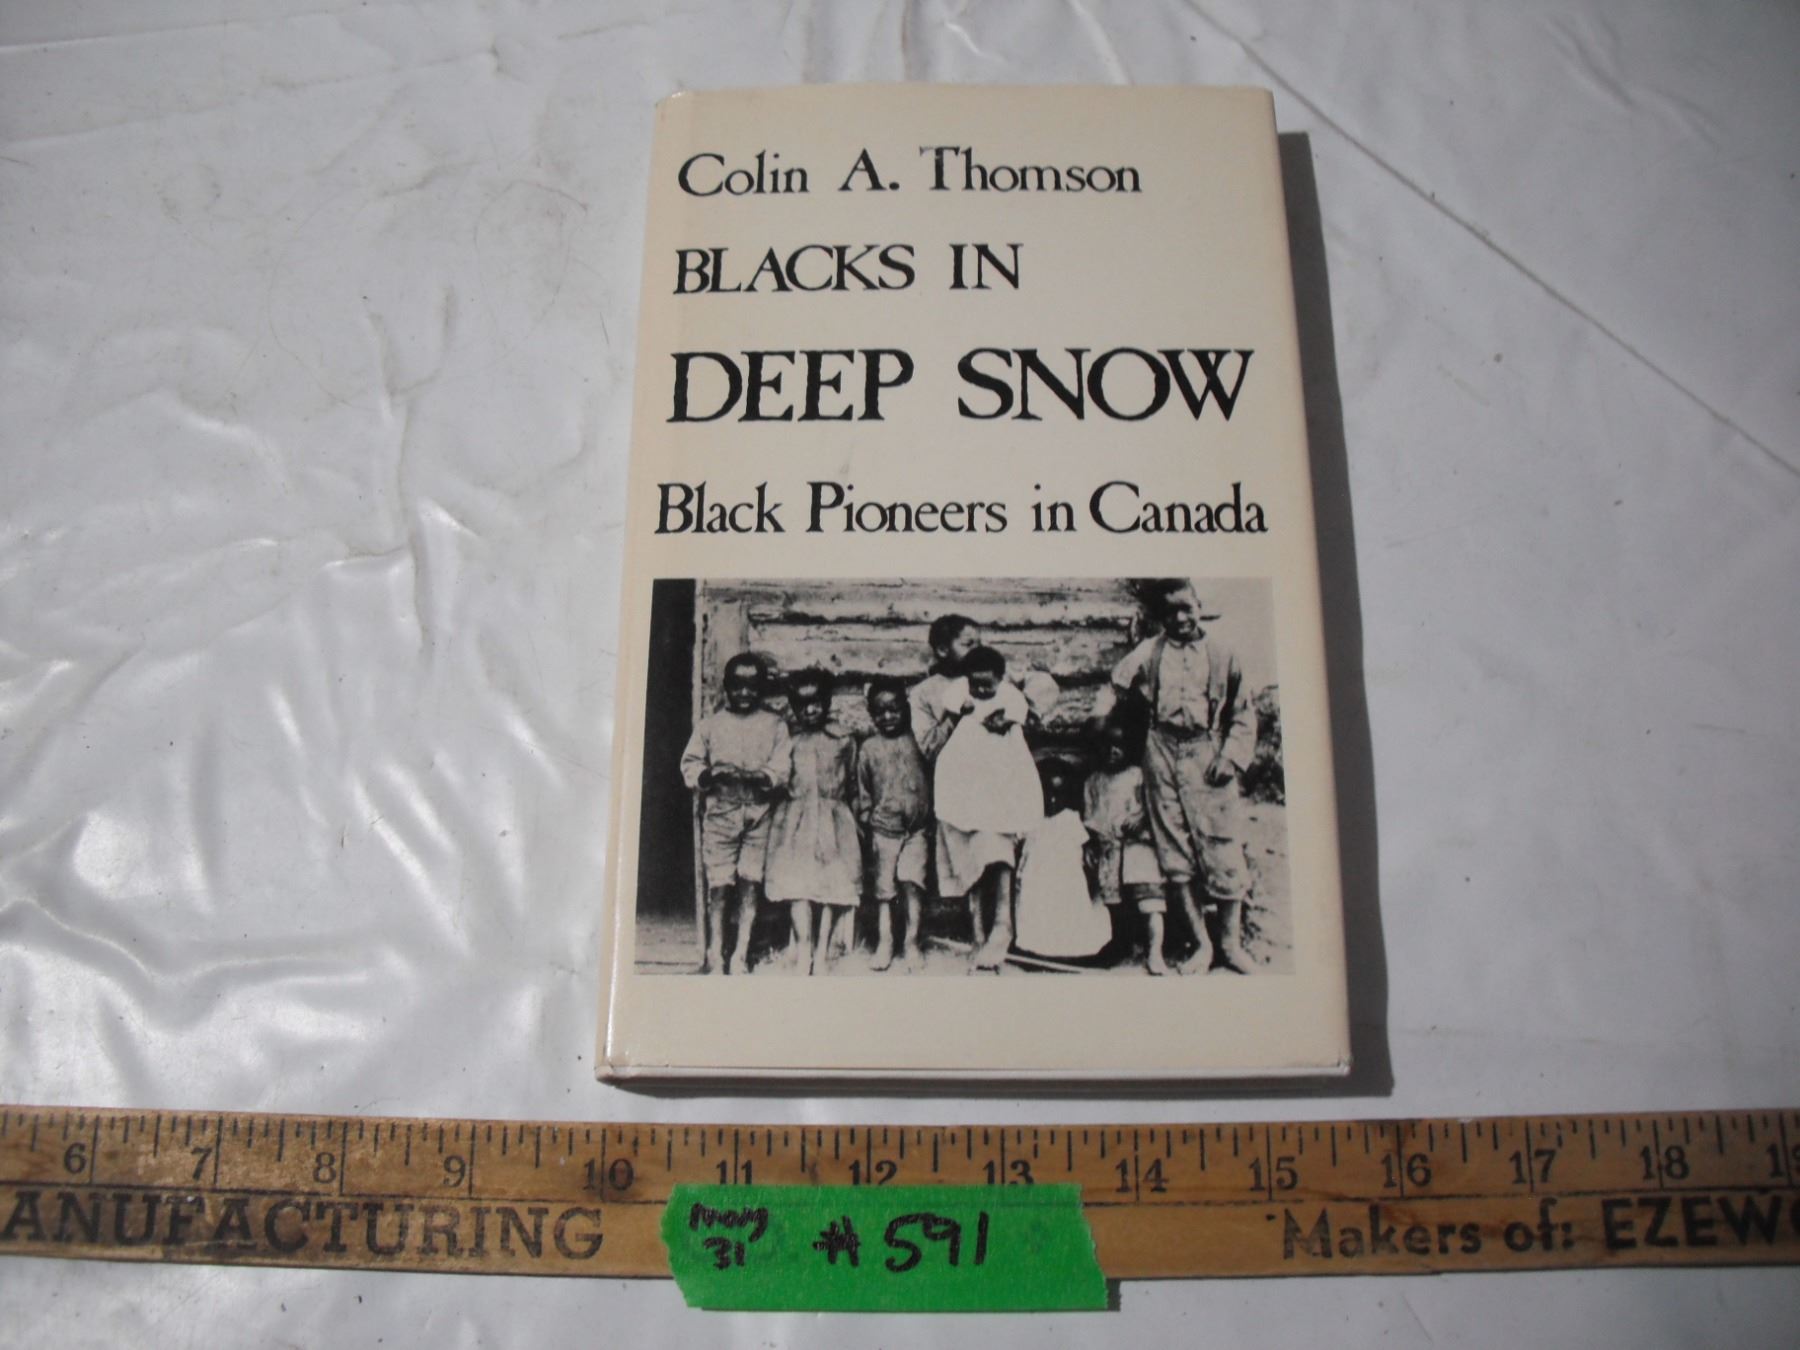 Colin A. Thomson
BLACKS IN
DEEP SNOW
Black Pioneers in Canada
6 7 8 9 10 11 12 13 14 15 16 17 18
ANUFACTURING
Makers of: EZEW
31
# 591